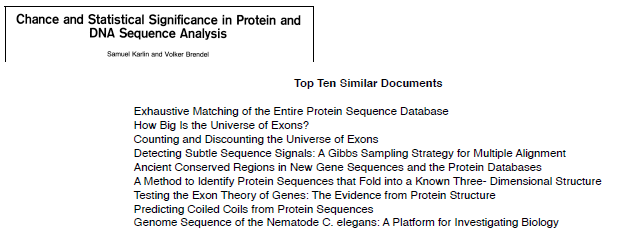 Chance and Statistical Significance in Protein and
DNA Sequence Analysis
Samuel Karlin and Volker Brendel
Top Ten Similar Documents
Exhaustive Matching of the Entire Protein Sequence Database
How Big Is the Universe of Exons?
Counting and Discounting the Universe of Exons
Detecting Subtle Sequence Signals: A Gibbs Sampling Strategy for Multiple Alignment
Ancient Conserved Regions in New Gene Sequences and the Protein Databases
A Method to Identify Protein Sequences that Fold into a Known Three- Dimensional Structure
Testing the Exon Theory of Genes: The Evidence from Protein Structure
Predicting Coiled Coils from Protein Sequences
Genome Sequence of the Nematode C. elegans: A Platform for Investigating Biology